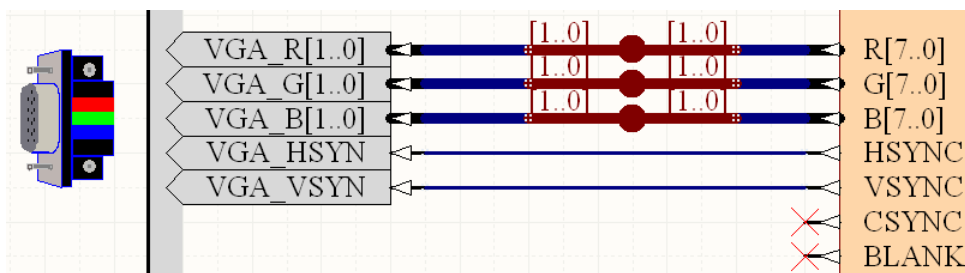 [1..0] [1..0]
VGA_R[1..0] R[7..0]
[1..0] [1..0]
VGA_G[1..0] G[7..0]
[1..0] [1..0]
VGA_B[1..0] B[7..0]
VGA_HSYN HSYNC
VGA_VSYN VSYNC
CSYNC
BLANK